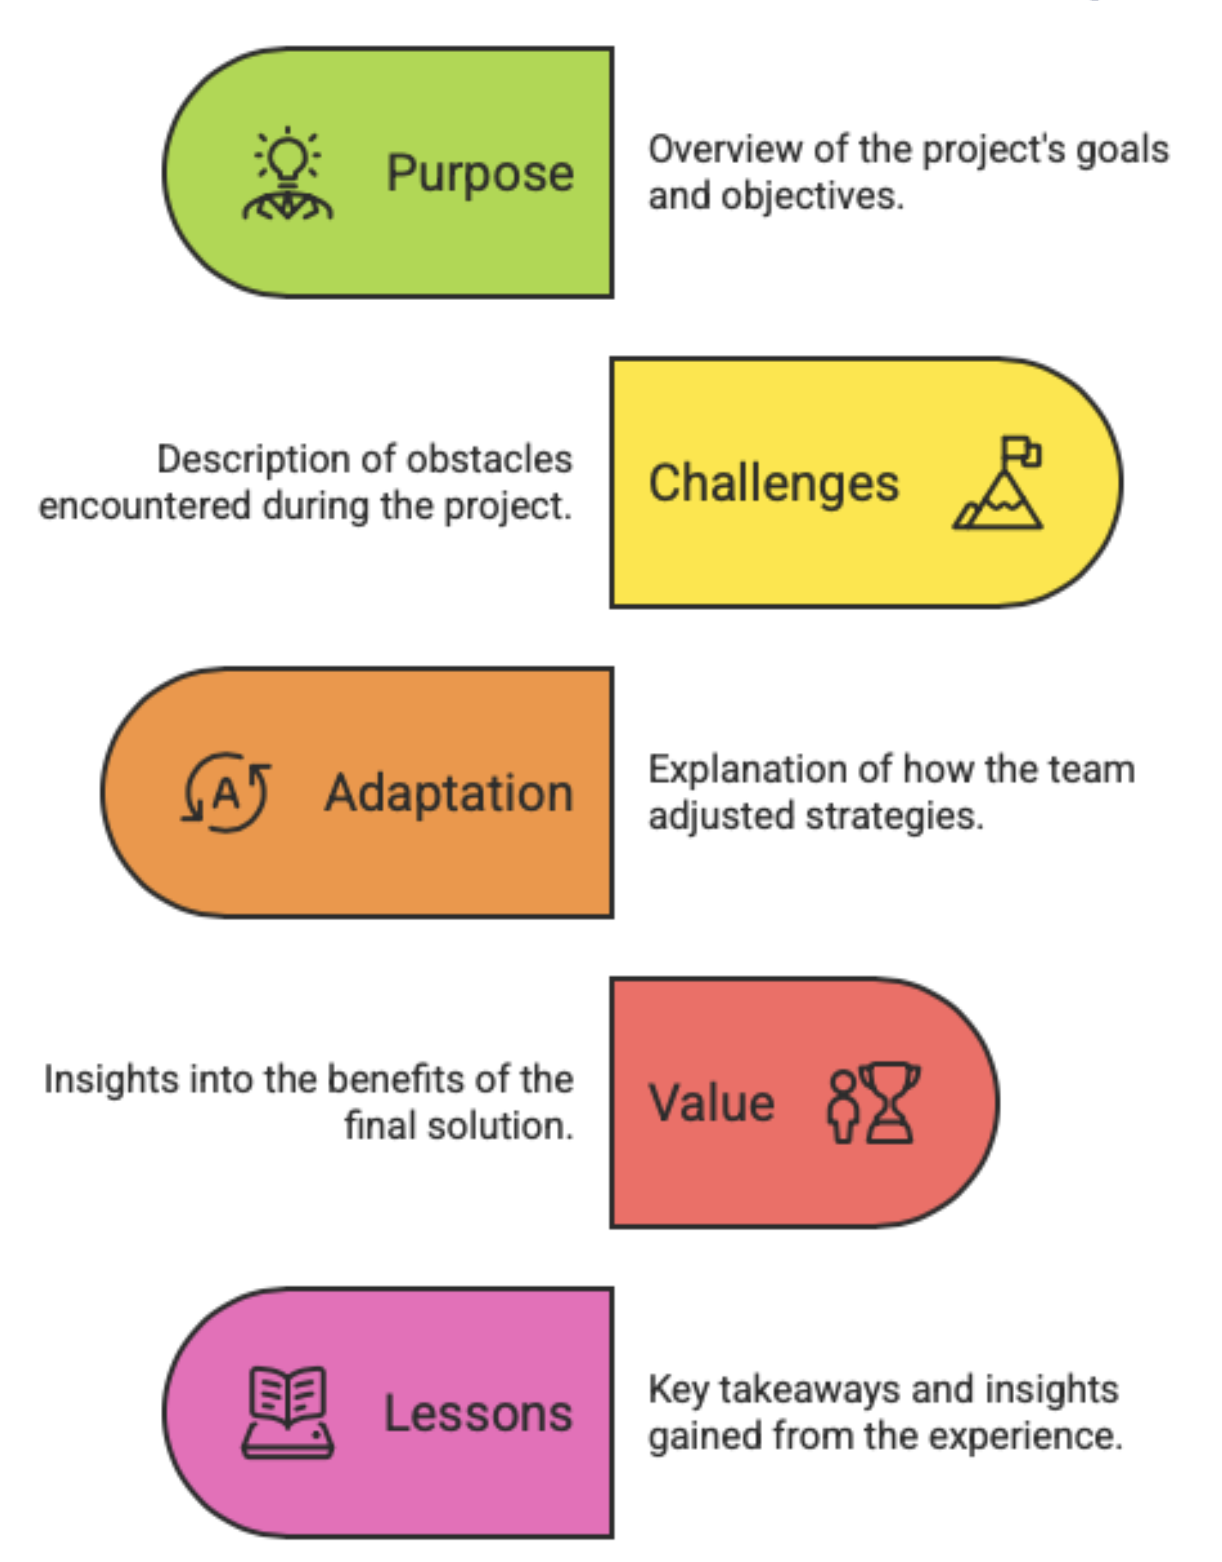 Purpose
Overview of the project's goals
and objectives.
Description of obstacles
encountered during the project.
Challenges
Adaptation
Explanation of how the team
adjusted strategies.
Insights into the benefits of the
final solution.
Value
Lessons
Key takeaways and insights
gained from the experience.